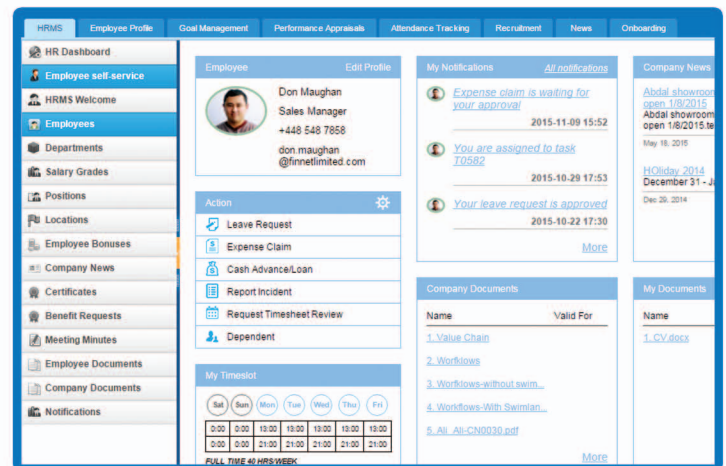 HRMS
Employee Profile
Goal Management
Performance Appraisals
Attendance Tracking
Recruitment
News
Onboarding
HR Dashboard
Employee self-service
HRMS Welcome
Employees
Departments
Salary Grades
Positions
Locations
Employee Bonuses
Company News
Certificates
Benefit Requests
Meeting Minutes
Employee Documents
Company Documents
Notifications
Employee
Edit Profile
Don Maughan
Sales Manager
+448 548 7858
don.maughan
@finnetlimited.com
Action
Leave Request
Expense Claim
Cash Advance/Loan
Report Incident
Request Timesheet Review
Dependent
My Timeslot
Sat Sun Mon Tue Wed Thu Fri
0:00 0:00 13:00 13:00 13:00 13:00 13:00
0:00 0:00 21:00 21:00 21:00 21:00 21:00
FULL TIME 40 HRS/WEEK
My Notifications
All notifications
Expense claim is waiting for
your approval
2015-11-09 15:52
You are assigned to task
T0582
2015-10-29 17:53
Your leave request is approved
2015-10-22 17:30
More
Company Documents
Name Valid For
1. Value Chain
2. Worfklows
3. Worfklows-without swim...
4. Workflows-With Swimlan...
5. Ali_Ali-CN0030.pdf
More
Company News
Abdal showroon
open 1/8/2015
Abdal showroom
open 1/8/2015.te
May 18, 2015
HOliday 2014
December 31 - Ja
Dec 29, 2014
My Documents
Name
1. CV.docx